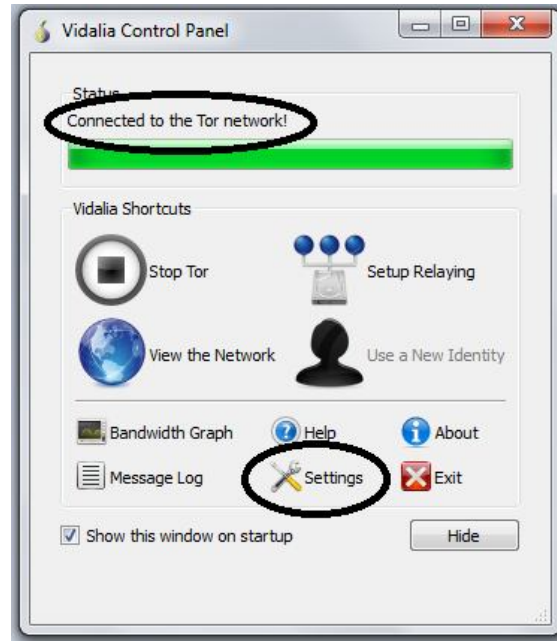 Vidalia Control Panel
Status
Connected to the Tor network!
Vidalia Shortcuts
Stop Tor
Setup Relaying
View the Network
Use a New Identity
Bandwidth Graph
Help
About
Message Log
Settings
Exit
Show this window on startup
Hide